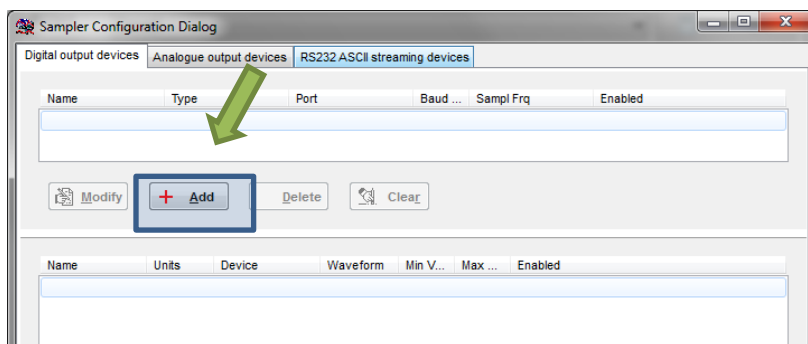 Sampler Configuration Dialog
Digital output devices Analogue output devices RS232 ASCII streaming devices
Name Type Port Baud ... Sampl Frq Enabled
Modify Add Delete Clear
Name Units Device Waveform Min V... Max ... Enabled